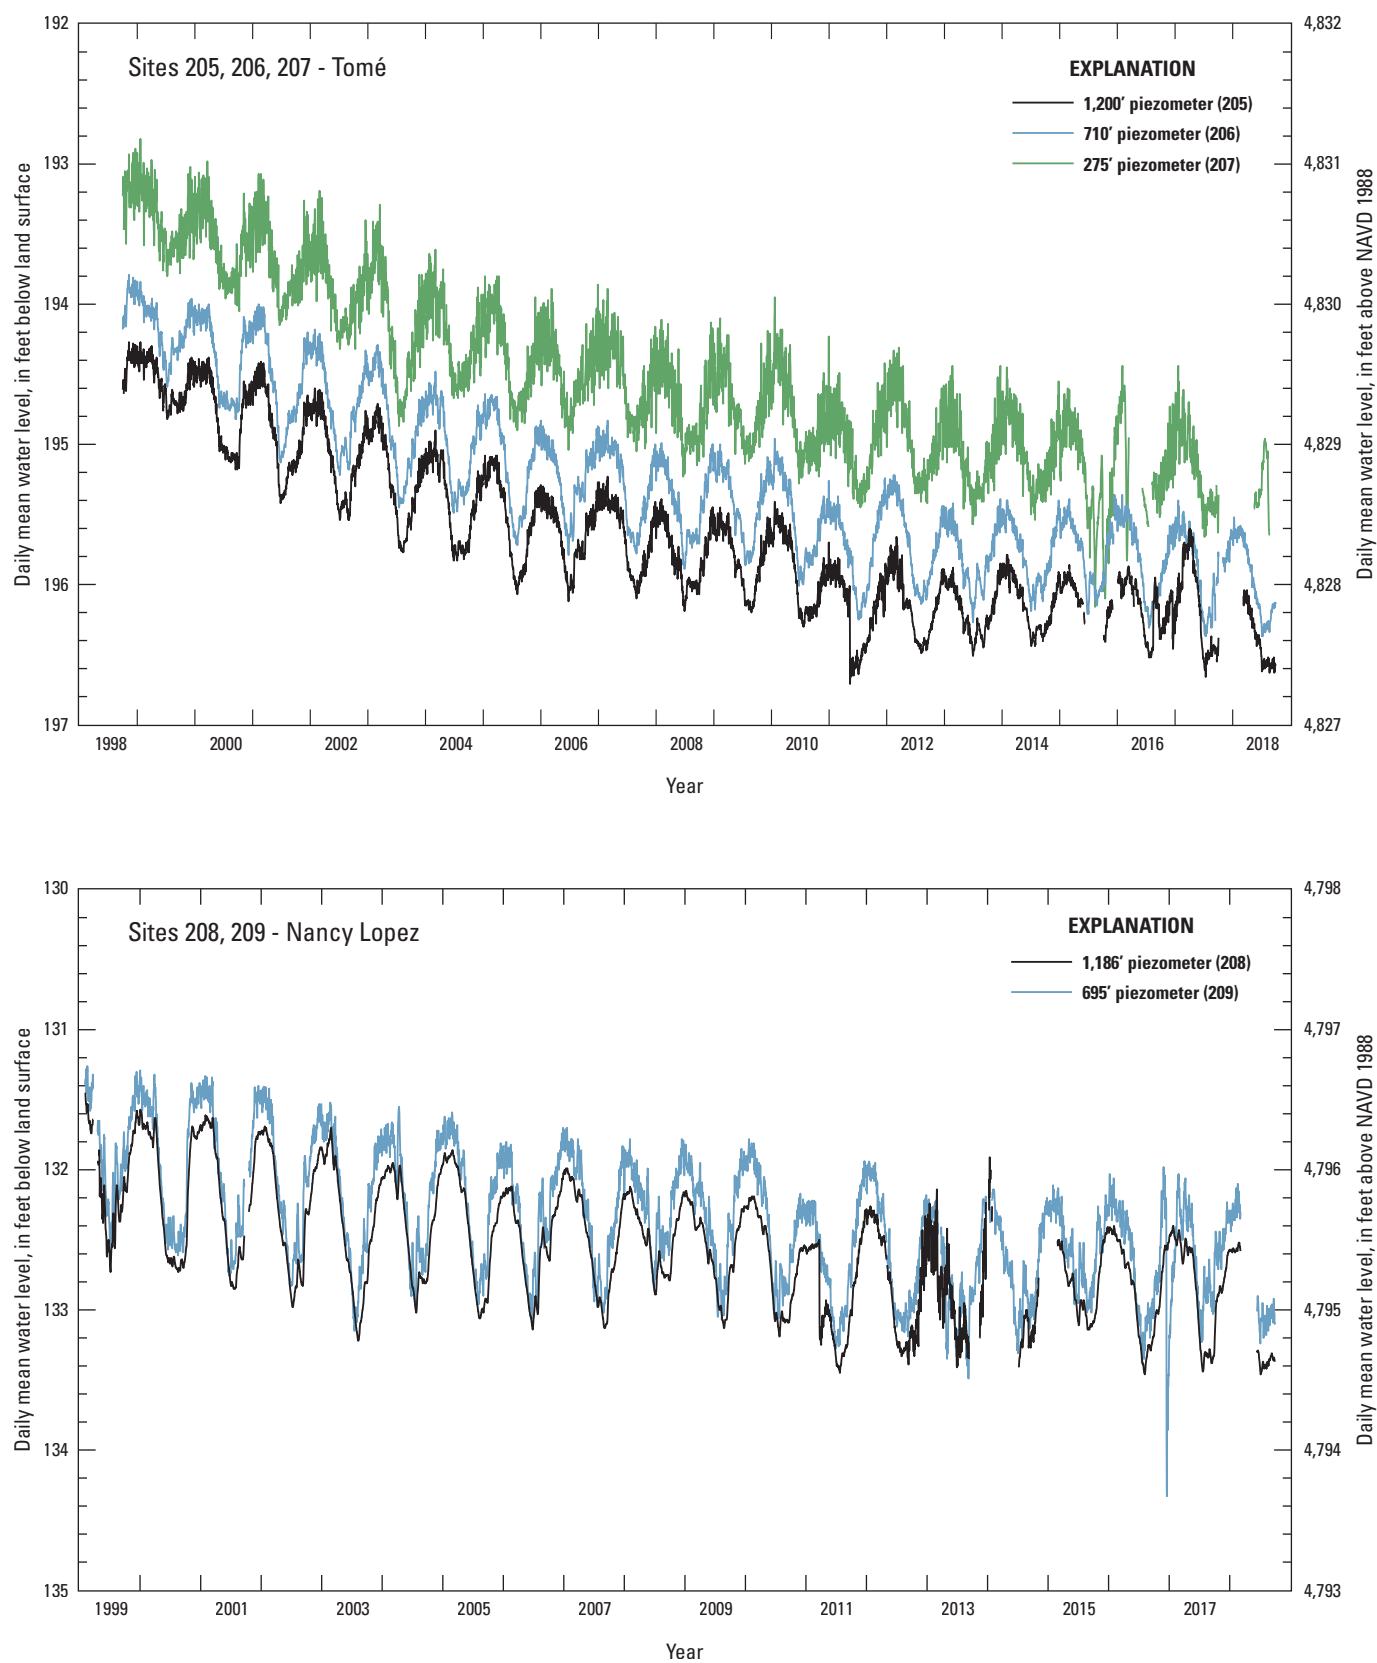 Sites 205, 206, 207 - Tomé
EXPLANATION
1,200’ piezometer (205)
710’ piezometer (206)
275’ piezometer (207)
Daily mean water level, in feet below land surface
192
193
194
195
196
197
Daily mean water level, in feet above NAVD 1988
4,832
4,831
4,830
4,829
4,828
4,827
1998 2000 2002 2004 2006 2008 2010 2012 2014 2016 2018
Year
Sites 208, 209 - Nancy Lopez
EXPLANATION
1,186’ piezometer (208)
695’ piezometer (209)
Daily mean water level, in feet below land surface
130
131
132
133
134
135
Daily mean water level, in feet above NAVD 1988
4,798
4,797
4,796
4,795
4,794
4,793
1999 2001 2003 2005 2007 2009 2011 2013 2015 2017
Year